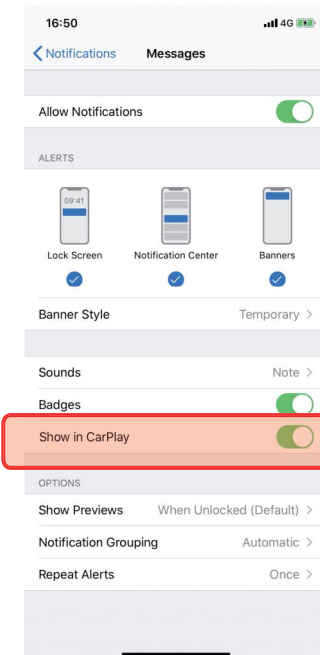 16:50 4G
Notifications Messages
Allow Notifications
ALERTS
09:41
Lock Screen Notification Center Banners
Banner Style Temporary
Sounds Note
Badges
Show in CarPlay
OPTIONS
Show Previews When Unlocked (Default)
Notification Grouping Automatic
Repeat Alerts Once